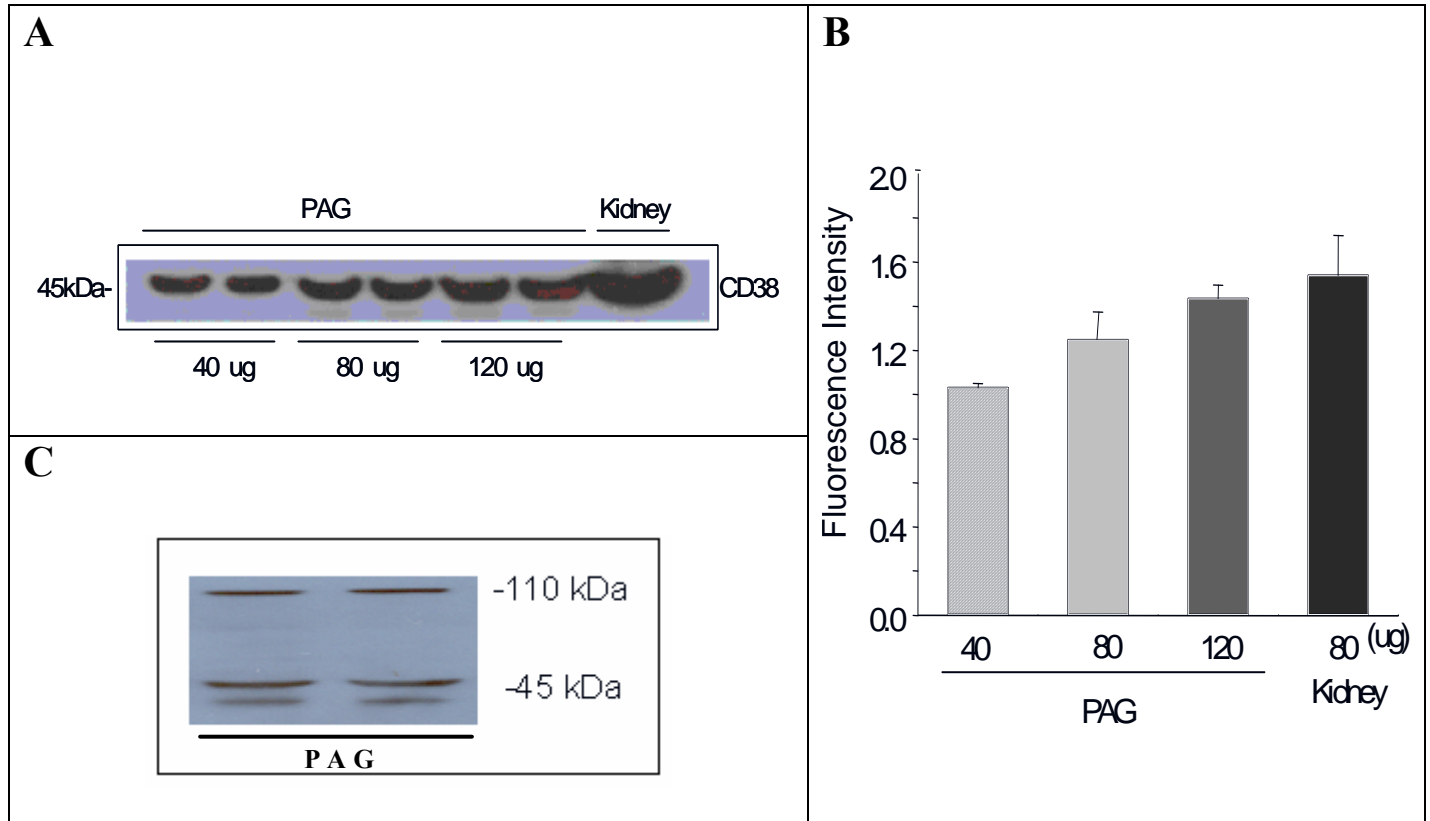 A
PAG Kidney
45kDa- CD38
40 ug 80 ug 120 ug
B
Fluorescence Intensity
2.0
1.6
1.2
0.8
0.4
0.0
40 80 120 80 (ug)
PAG Kidney
C
-110 kDa
-45 kDa
P A G